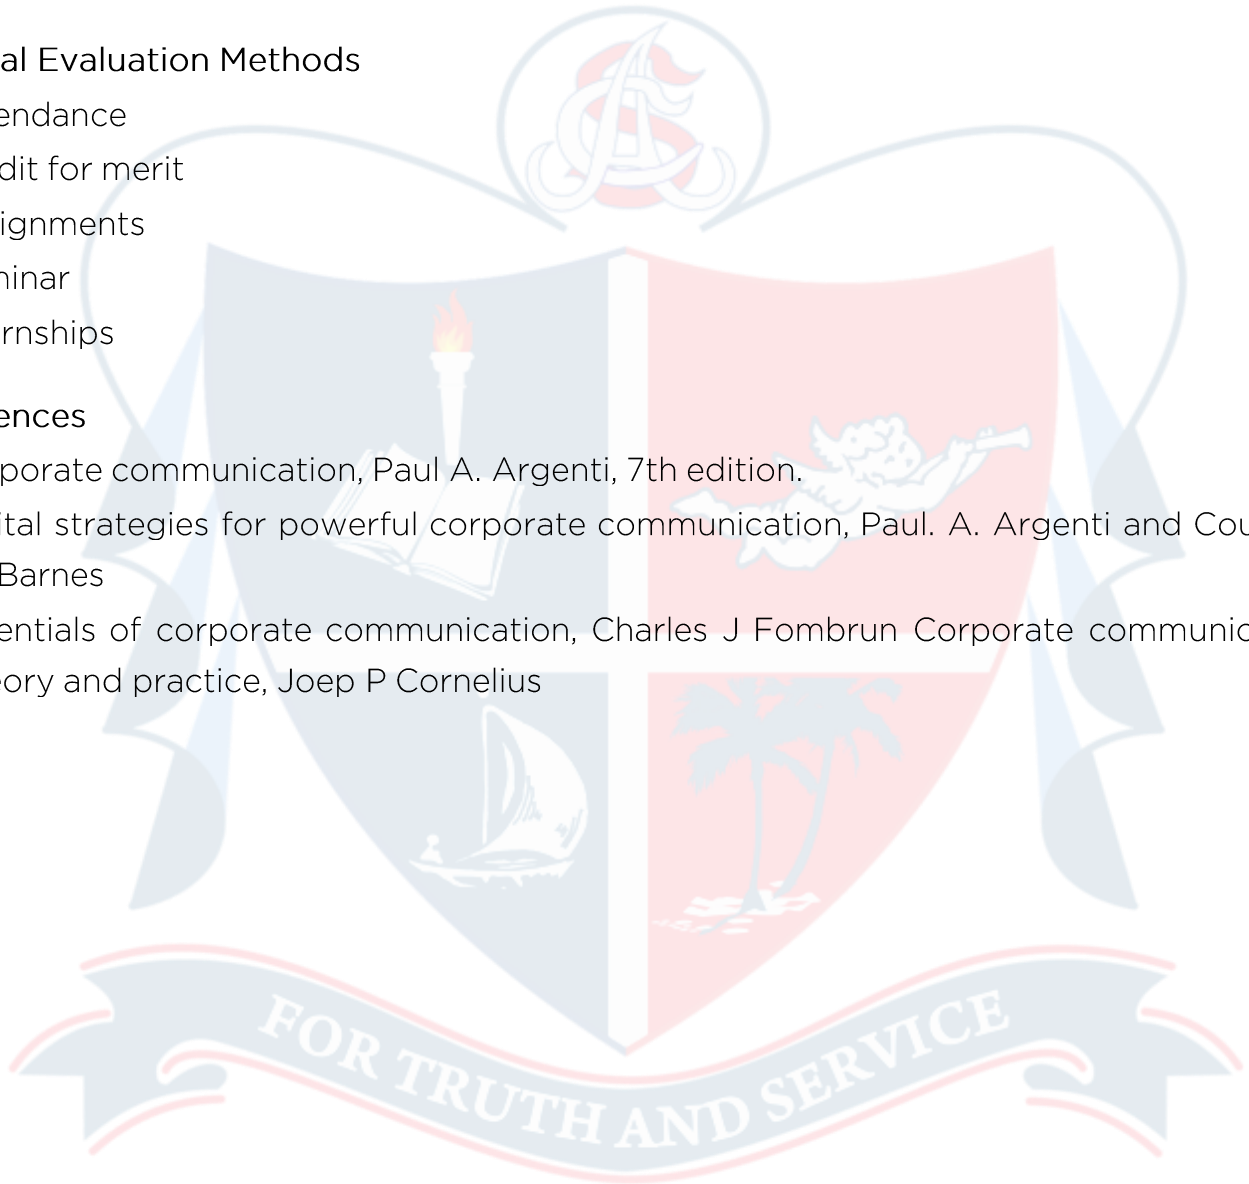 al Evaluation Methods
endance
dit for merit
ignments
ninar
rnships
ences
porate communication, Paul A. Argenti, 7th edition.
ital strategies for powerful corporate communication, Paul. A. Argenti and Cou
Barnes
entials of corporate communication, Charles J Fombrun Corporate communic
eory and practice, Joep P Cornelius
FOR TRUTH AND SERVICE